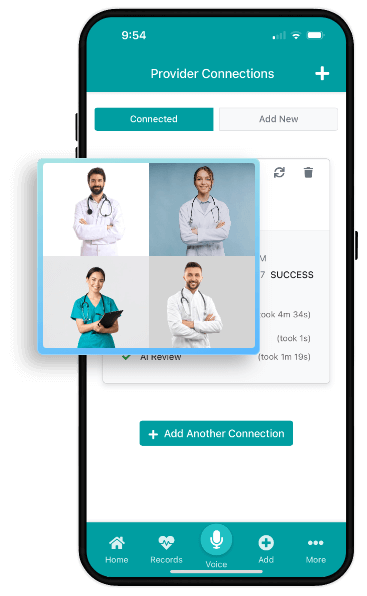 9:54
Provider Connections
Connected
Add New
M
7 SUCCESS
took 4m 34s)
(took 1s)
AI Review (took 1m 19s)
Add Another Connection
Home Records Voice Add More